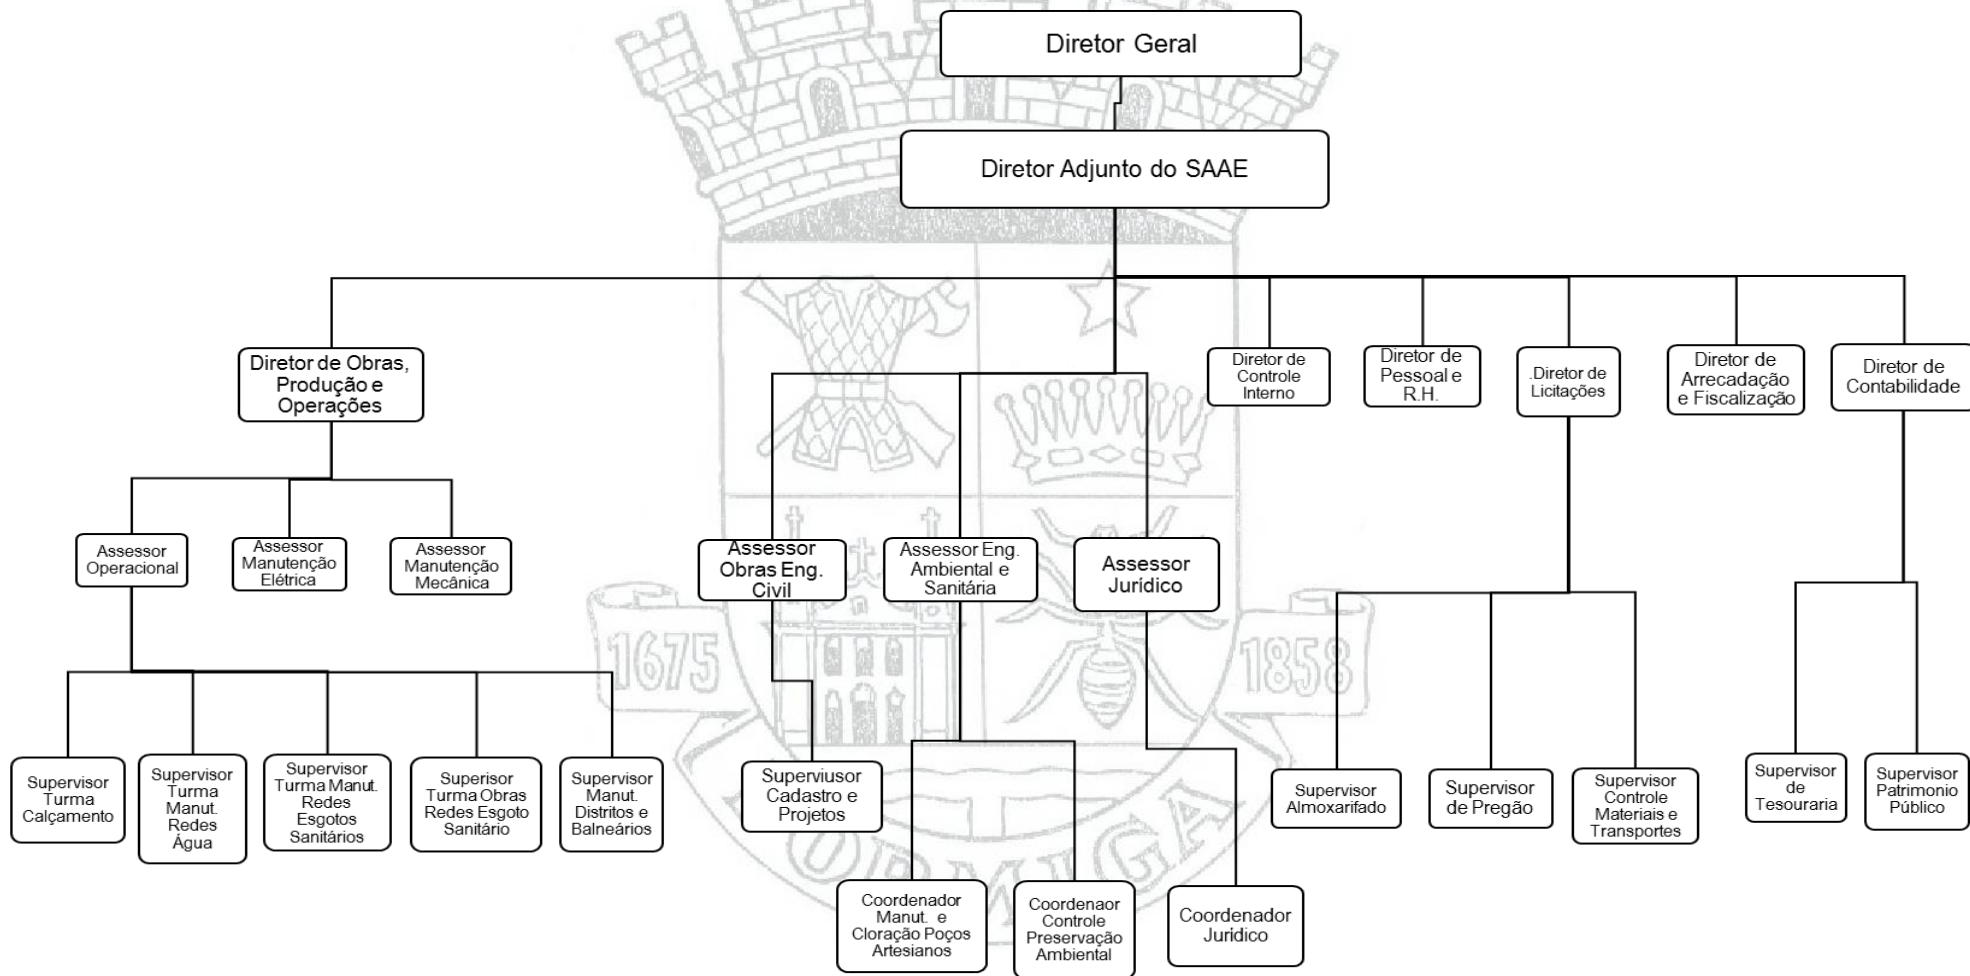 Diretor Geral
Diretor Adjunto do SAAE
Diretor de Obras,
Produção e
Operações
Diretor de
Controle
Interno
Diretor de
Pessoal e
R.H.
.Diretor de
Licitações
Diretor de
Arrecadação
e Fiscalização
Diretor de
Contabilidade
Assessor
Operacional
Assessor
Manutenção
Elétrica
Assessor
Manutenção
Mecânica
Assessor
Obras Eng.
Civil
Assessor Eng.
Ambiental e
Sanitária
Assessor
Jurídico
1675
1858
Supervisor
Turma
Calçamento
Supervisor
Turma
Manut.
Redes
Água
Supervisor
Turma Manut.
Redes
Esgotos
Sanitários
Superisor
Turma Obras
Redes Esgoto
Sanitário
Supervisor
Manut.
Distritos e
Balneários
Superviusor
Cadastro e
Projetos
Supervisor
Almoxarifado
Supervisor
de Pregão
Supervisor
Controle
Materiais e
Transportes
Supervisor
de
Tesouraria
Supervisor
Patrimonio
Público
Coordenador
Manut. e
Cloração Poços
Artesianos
Coordenaor
Controle
Preservação
Ambiental
Coordenador
Jurídico